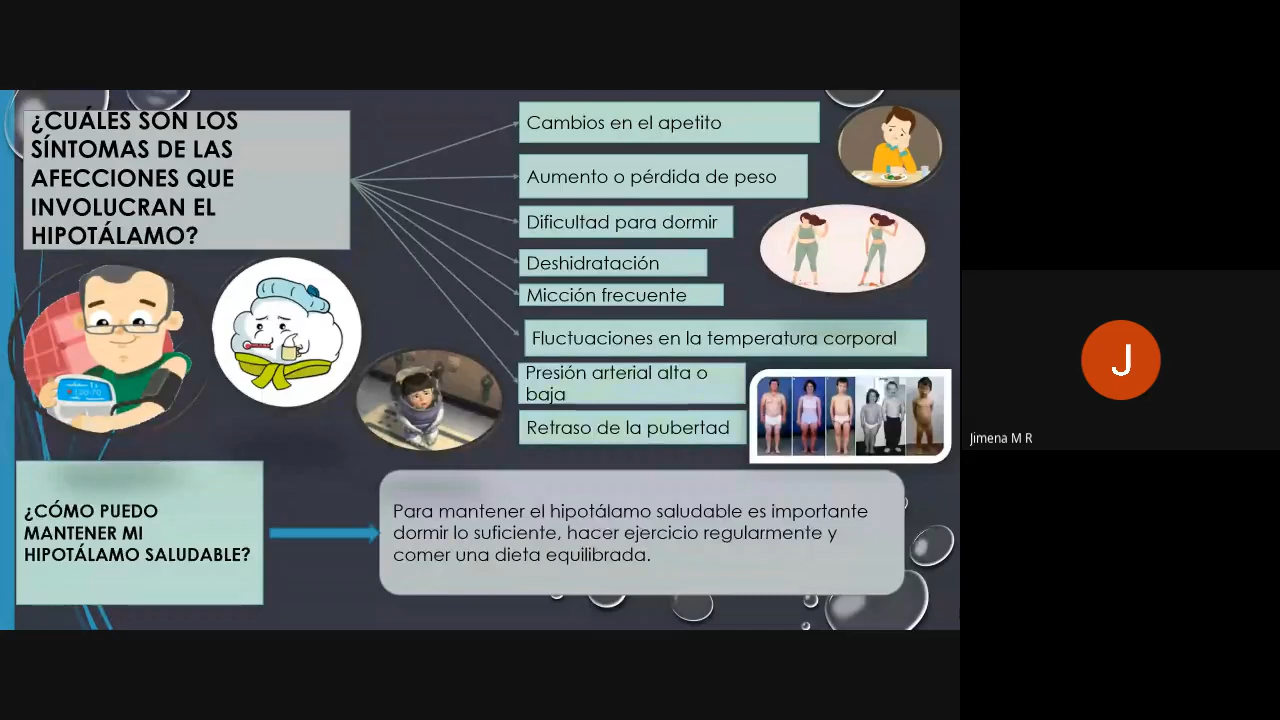 ¿CUÁLES SON LOS
SÍNTOMAS DE LAS
AFECCIONES QUE
INVOLUCRAN EL
HIPOTÁLAMO?
Cambios en el apetito
Aumento o pérdida de peso
Dificultad para dormir
Deshidratación
Micción frecuente
Fluctuaciones en la temperatura corporal
Presión arterial alta o
baja
Retraso de la pubertad
¿CÓMO PUEDO
MANTENER MI
HIPOTÁLAMO SALUDABLE?
Para mantener el hipotálamo saludable es importante
dormir lo suficiente, hacer ejercicio regularmente y
comer una dieta equilibrada.
J
Jimena M R